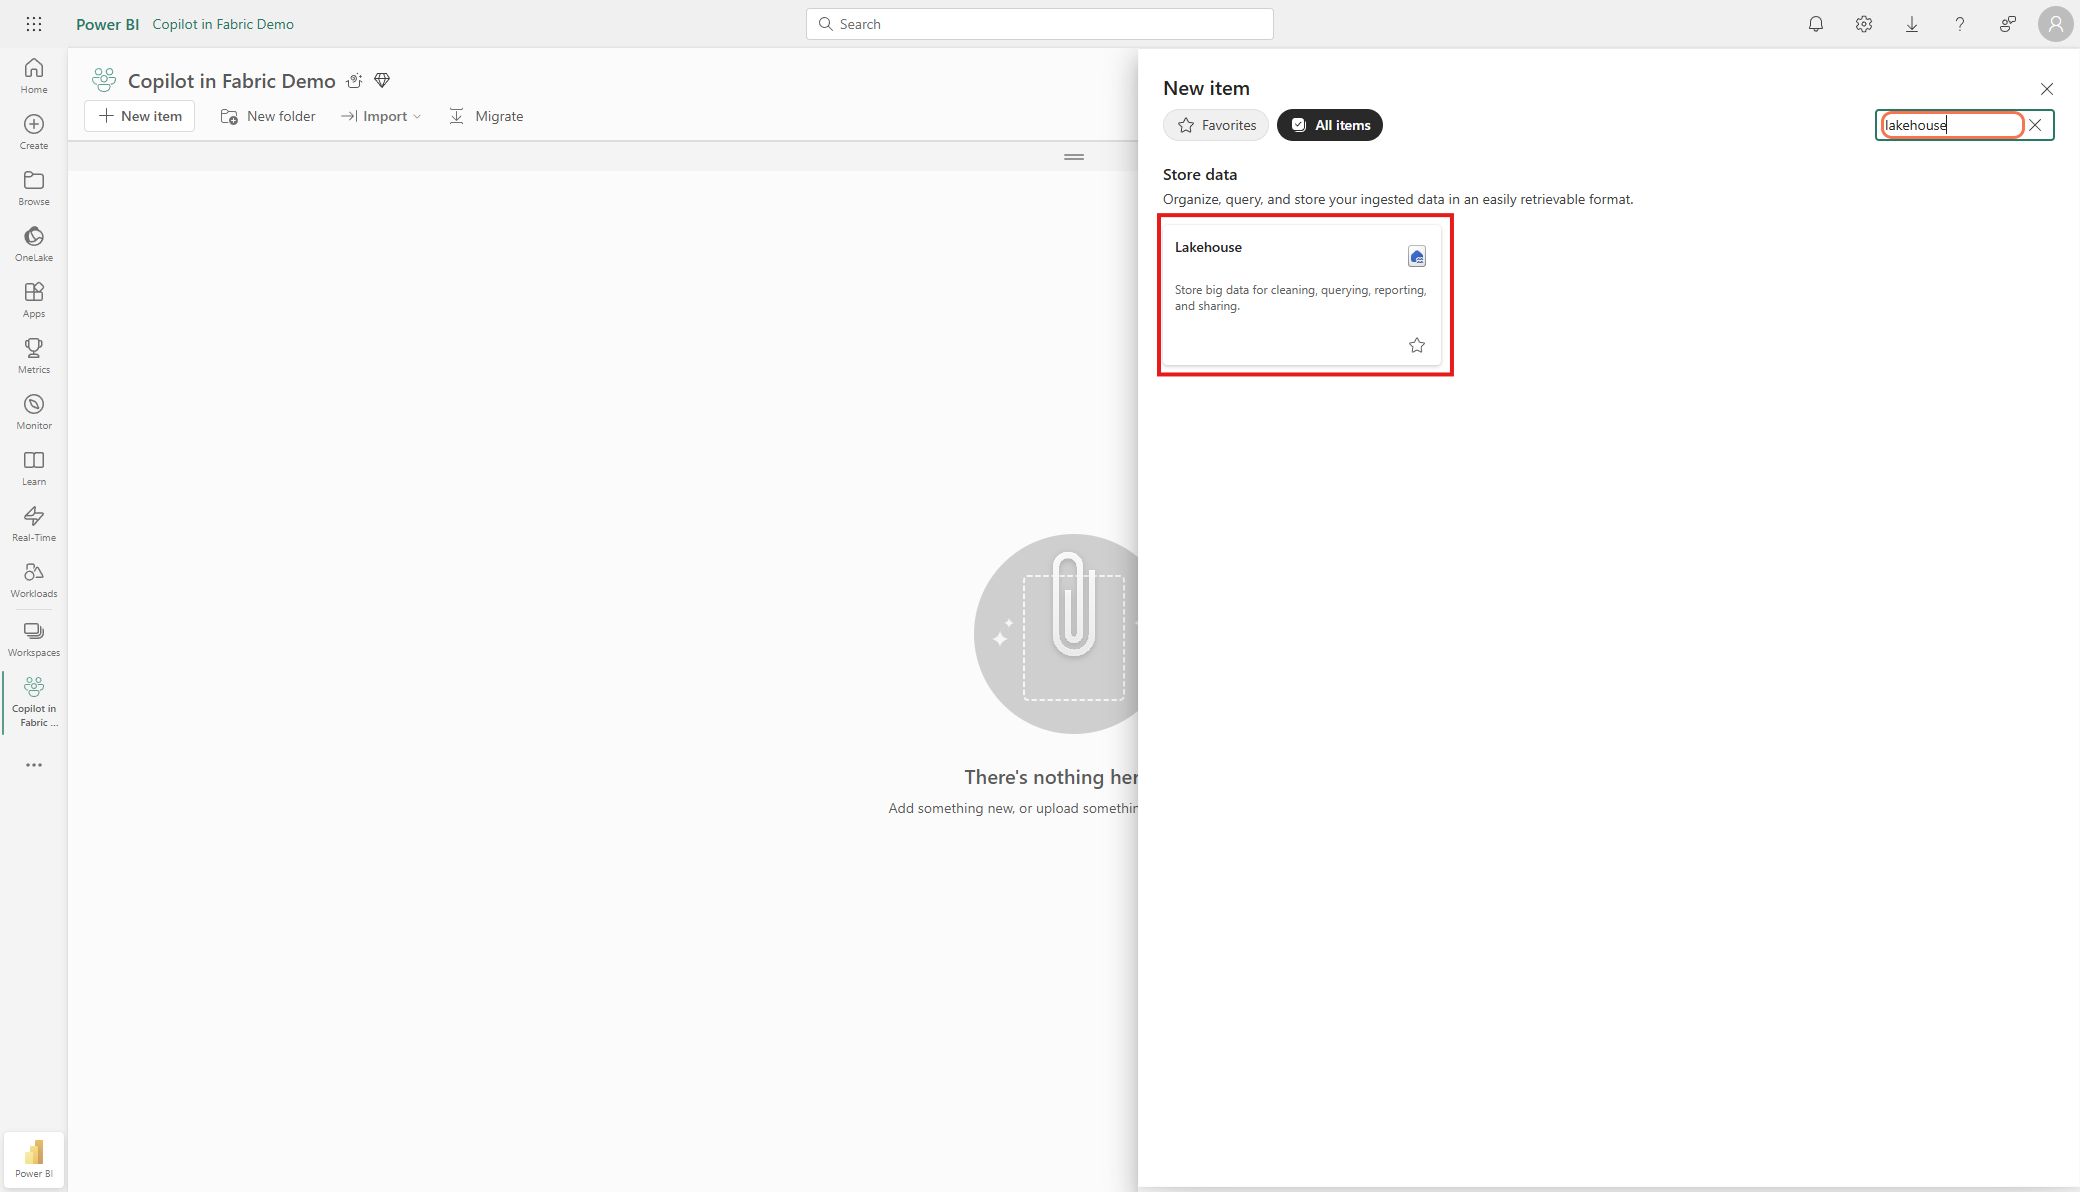 Power BI Copilot in Fabric Demo
Search
Home
Create
Browse
OneLake
Apps
Metrics
Monitor
Learn
Real-Time
Workloads
Workspaces
Copilot in
Fabric ...
Power BI
Copilot in Fabric Demo
New item New folder Import Migrate
There's nothing her
Add something new, or upload somethin
New item
Favorites All items lakehouse
Store data
Organize, query, and store your ingested data in an easily retrievable format.
Lakehouse
Store big data for cleaning, querying, reporting,
and sharing.